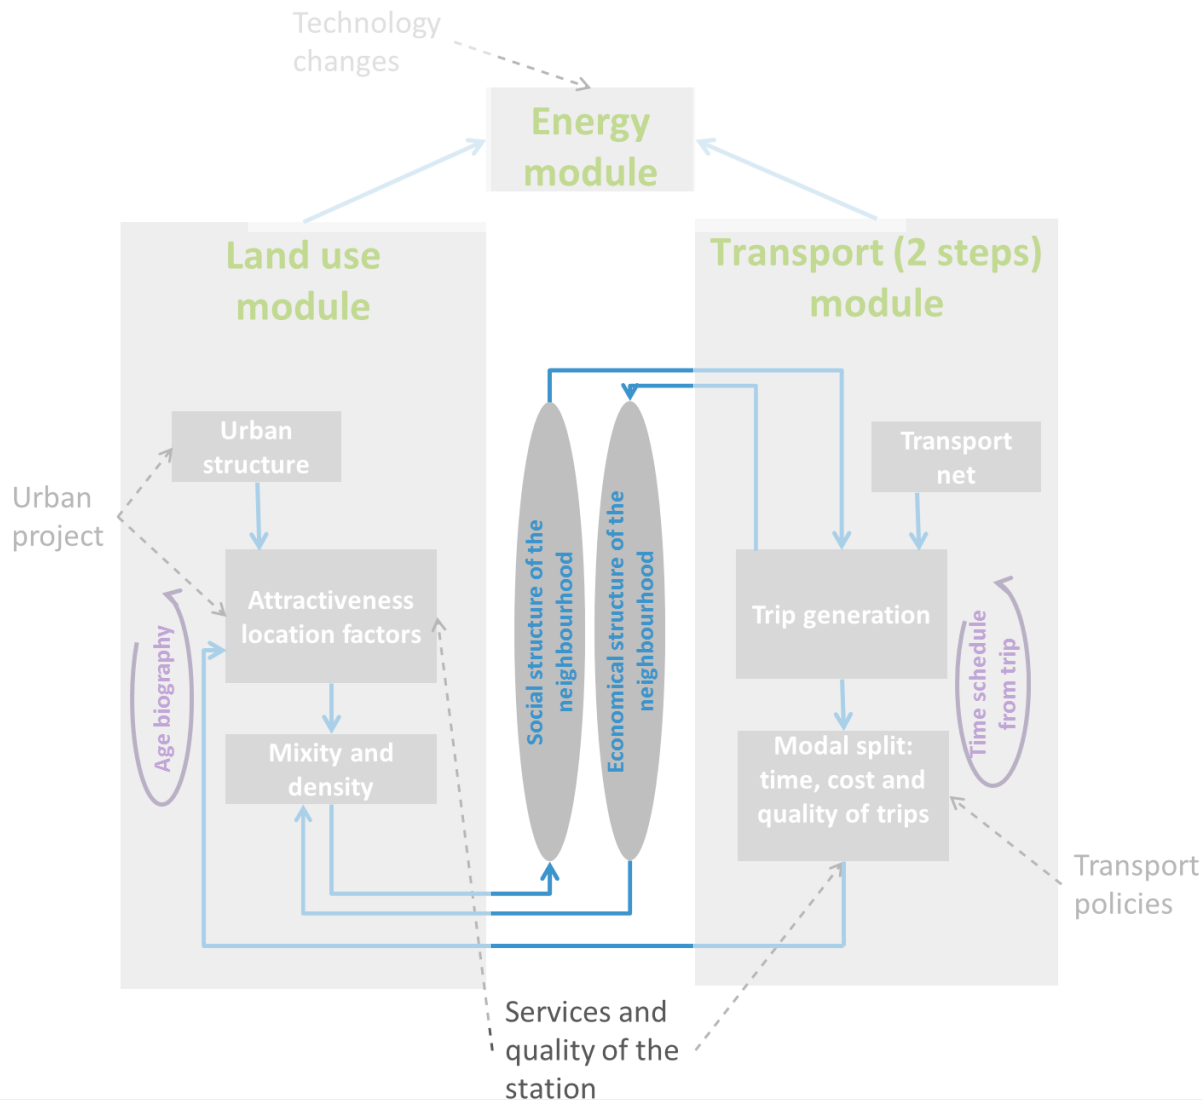 Technology
changes
Energy
module
Land use
module
Transport (2 steps)
module
Urban
structure
Transport
net
Urban
project
Attractiveness
location factors
Trip generation
Age biography
Social structure of the
neighbourhood
Economical structure of the
neighbourhood
Time schedule
from trip
Mixity and
density
Modal split:
time, cost and
quality of trips
Transport
policies
Services and
quality of the
station